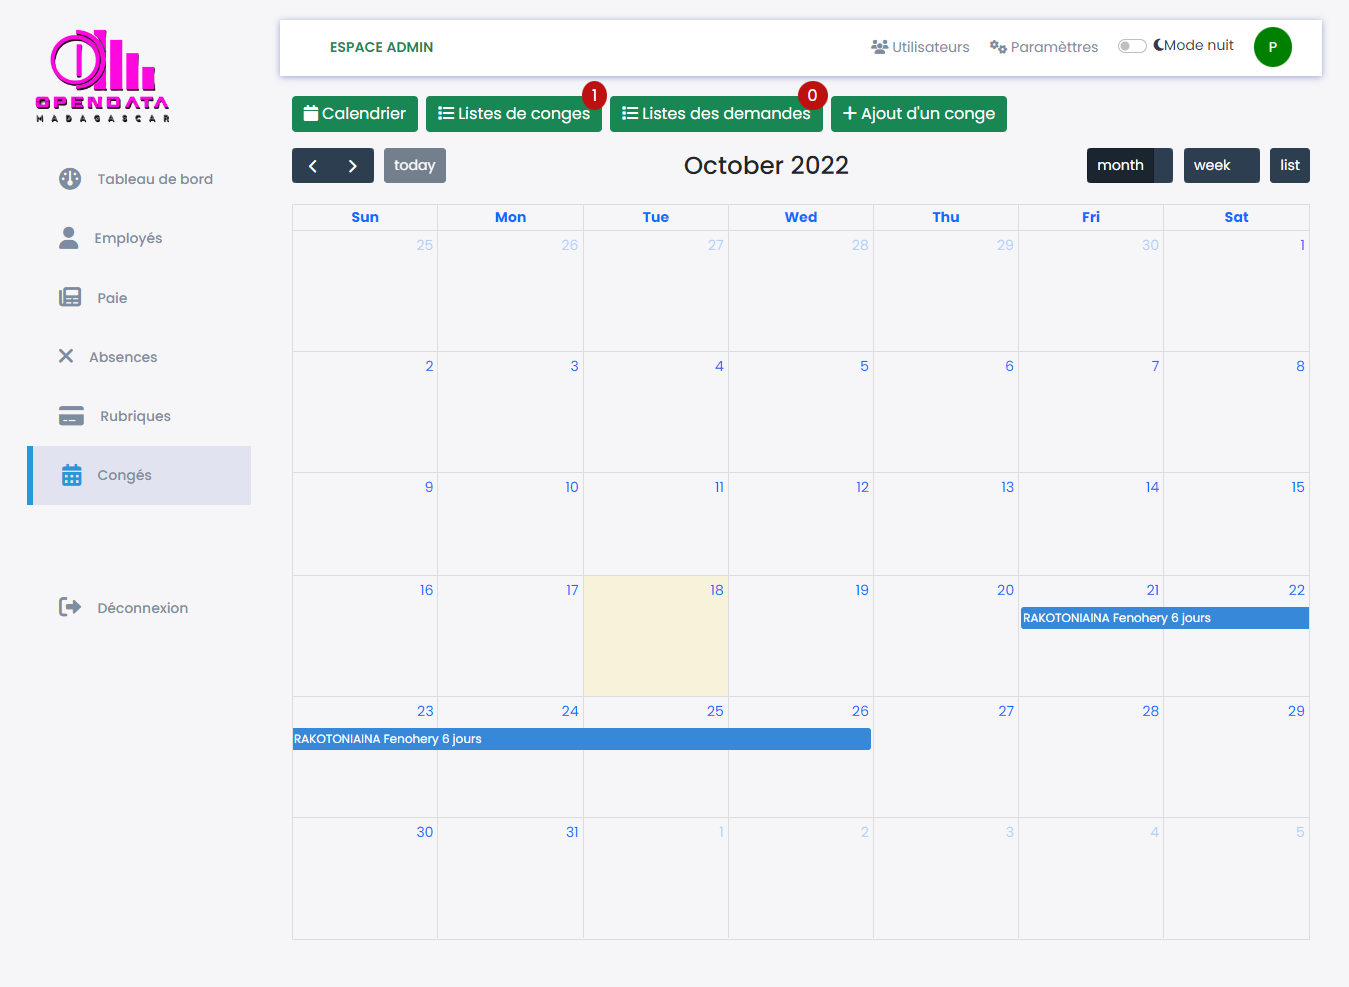 OPENDATA
MADAGASCAR
ESPACE ADMIN
Utilisateurs
Paramèttres
Mode nuit
P
Tableau de bord
Employés
Paie
Absences
Rubriques
Congés
Déconnexion
Calendrier
Listes de conges
1
Listes des demandes
0
Ajout d'un conge
today
October 2022
month
week
list
Sun Mon Tue Wed Thu Fri Sat
25 26 27 28 29 30 1
2 3 4 5 6 7 8
9 10 11 12 13 14 15
16 17 18 19 20 21 22
RAKOTONIAINA Fenohery 6 jours
23 24 25 26 27 28 29
RAKOTONIAINA Fenohery 6 jours
30 31 1 2 3 4 5